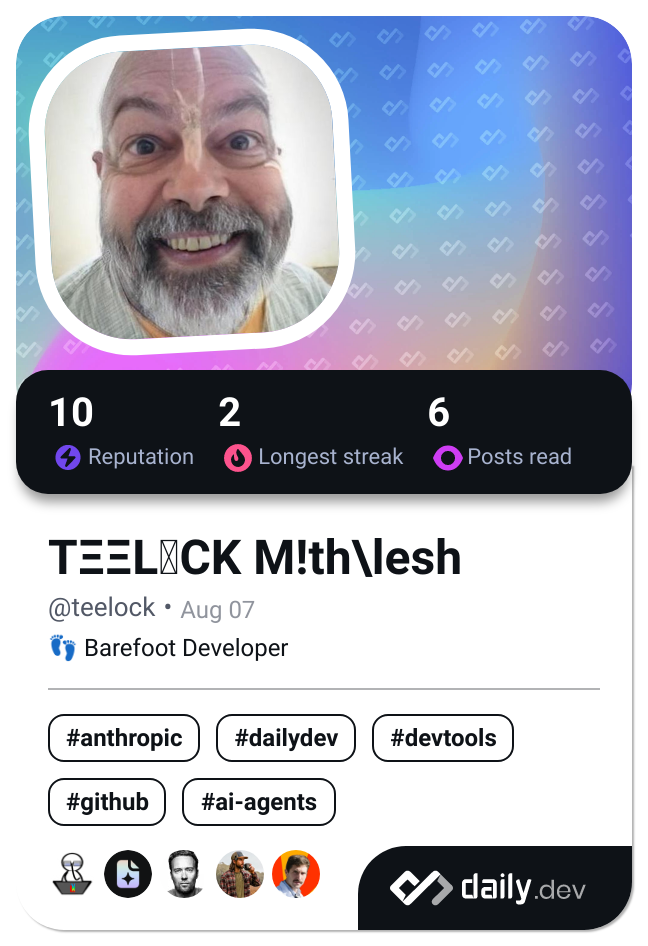 10 2 6
Reputation Longest streak Posts read
TΞΞL▯CK M!th\lesh
@teelock • Aug 07
👣 Barefoot Developer
#anthropic #dailydev #devtools
#github #ai-agents
daily.dev